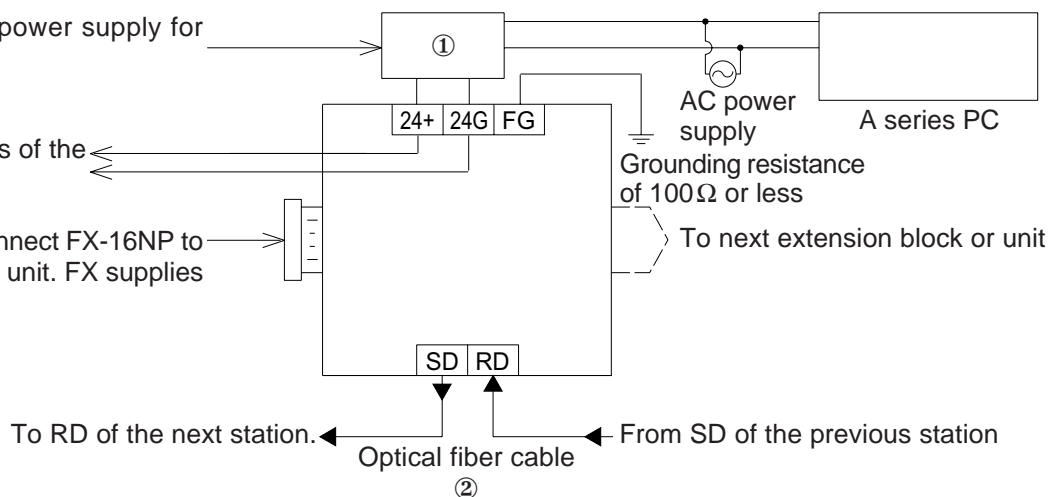 power supply for
①
AC power
supply
A series PC
24+ 24G FG
s of the
Grounding resistance
of 100Ω or less
nnect FX-16NP to
unit. FX supplies
To next extension block or unit
SD RD
To RD of the next station.
From SD of the previous station
Optical fiber cable
②